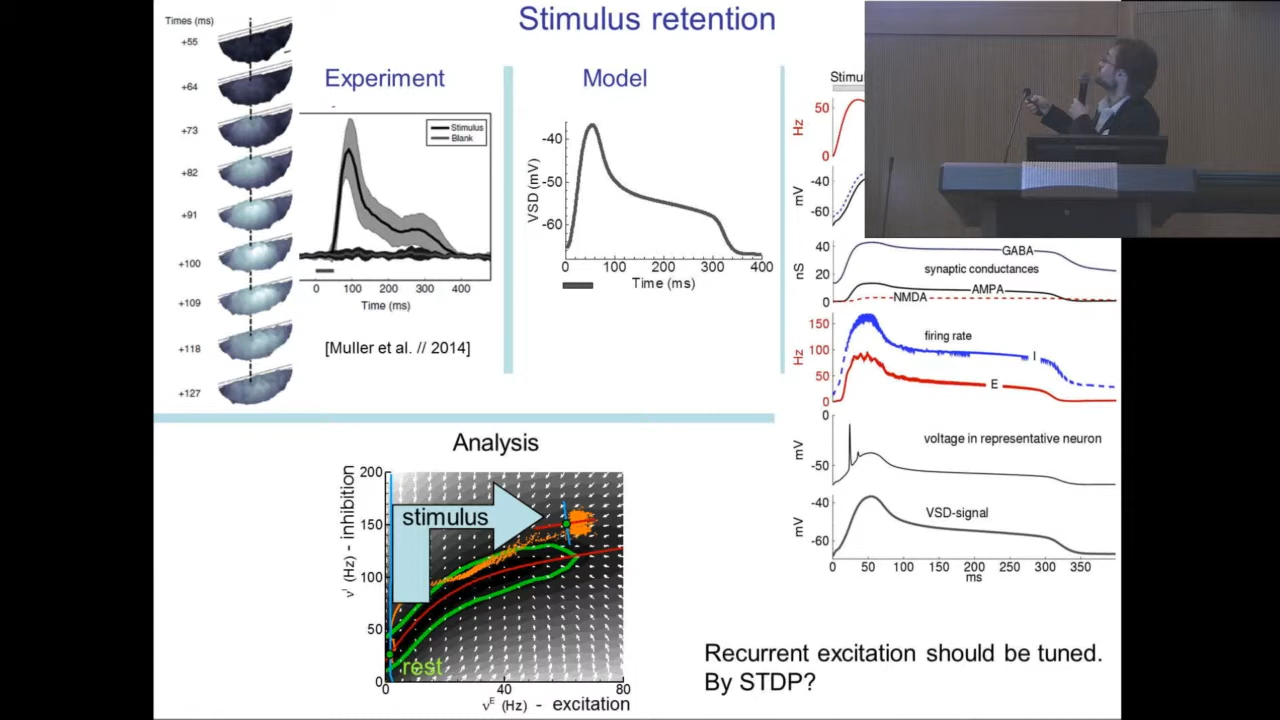 Stimulus retention
Times (ms)
+55
+64
+73
+82
+91
+100
+109
+118
+127
Experiment
Stimulus
Blank
0 100 200 300 400
Time (ms)
[Muller et al. // 2014]
Model
VSD (mV)
-40
-50
-60
0 100 200 300 400
Time (ms)
Stimu
Hz
50
0
mV
-40
-60
nS
40
20
0
GABA
synaptic conductances
AMPA
NMDA
Hz
150
100
50
0
firing rate
I
E
mV
0
-50
voltage in representative neuron
mV
-40
-60
VSD-signal
0 50 100 150 200 250 300 350
ms
Analysis
νᴵ (Hz) - inhibition
200
150
100
50
0
stimulus
rest
0 40 80
νᴱ (Hz) - excitation
Recurrent excitation should be tuned.
By STDP?